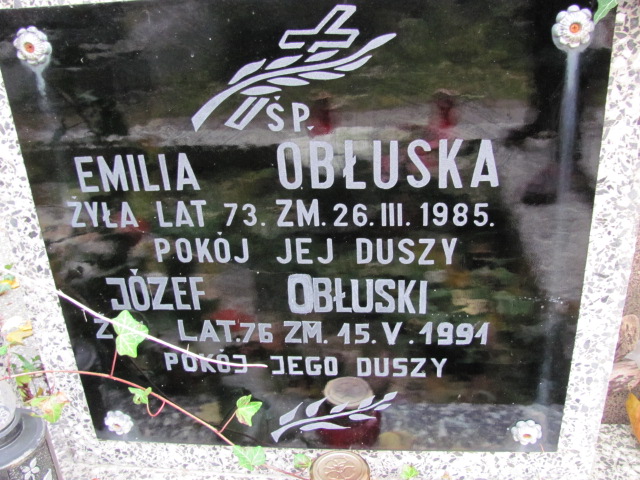 ŚP.
EMILIA OBŁUSKA
ŻYŁA LAT 73. ZM. 26.III.1985.
POKÓJ JEJ DUSZY
JÓZEF OBŁUSKI
LAT.76 ZM. 15.V.1991
POKÓJ JEGO DUSZY